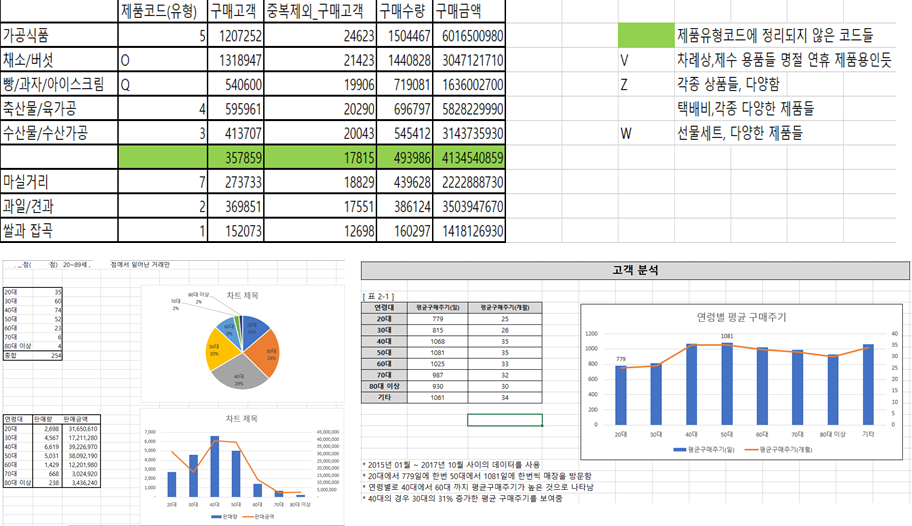 제품코드(유형) 구매고객 중복제외_구매고객 구매수량 구매금액
가공식품 5 1207252 24623 1504467 6016500980
채소/버섯 O 1318947 21423 1440828 3047121710
빵/과자/아이스크림 Q 540600 19906 719081 1636002700
축산물/육가공 4 595961 20290 696797 5828229990
수산물/수산가공 3 413707 20043 545412 3143735930
357859 17815 493986 4134540859
마실거리 7 273733 18829 439628 2222888730
과일/견과 2 369851 17551 386124 3503947670
쌀과 잡곡 1 152073 12698 160297 1418126930
제품유형코드에 정리되지 않은 코드들
V 차례상,제수 용품들 명절 연휴 제품용인듯
Z 각종 상품들, 다양함
택배비,각종 다양한 제품들
W 선물세트, 다양한 제품들
점( 점) 20~89세 , 점에서 일어난 거래만
20대 35
30대 60
40대 74
50대 52
60대 23
70대 6
80대 이상 4
총합 254
차트 제목
80대 이상
2%
70대
2%
60대
9%
20대
14%
50대
20%
30대
24%
40대
29%
연령대 판매량 판매금액
20대 2,698 31,650,610
30대 4,567 17,211,280
40대 6,619 39,226,970
50대 5,031 38,092,190
60대 1,429 12,201,980
70대 668 3,024,920
80대 이상 238 3,436,240
차트 제목
7,000 45,000,000
6,000 40,000,000
35,000,000
5,000 30,000,000
4,000 25,000,000
3,000 20,000,000
2,000 15,000,000
10,000,000
1,000 5,000,000
20대 30대 40대 50대 60대 70대 80대 이상
판매량 판매금액
고객 분석
[ 표 2-1 ]
연령대 평균구매주기(일) 평균구매주기(개월)
20대 779 25
30대 815 26
40대 1068 35
50대 1081 35
60대 1025 33
70대 987 32
80대 이상 930 30
기타 1061 34
연령별 평균 구매주기
1200 40
1000 35
800 30
600 25
400 20
200 15
0 10
5
0
779
1081
20대 30대 40대 50대 60대 70대 80대 이상 기타
평균구매주기(일) 평균구매주기(개월)
* 2015년 01월 ~ 2017년 10월 사이의 데이터를 사용
* 20대에서 779일에 한번 50대에서 1081일에 한번씩 매장을 방문함
* 연령별로 40대에서 60대 까지 평균구매주기가 높은 것으로 나타남
* 40대의 경우 30대의 31% 증가한 평균 구매주기를 보여줌